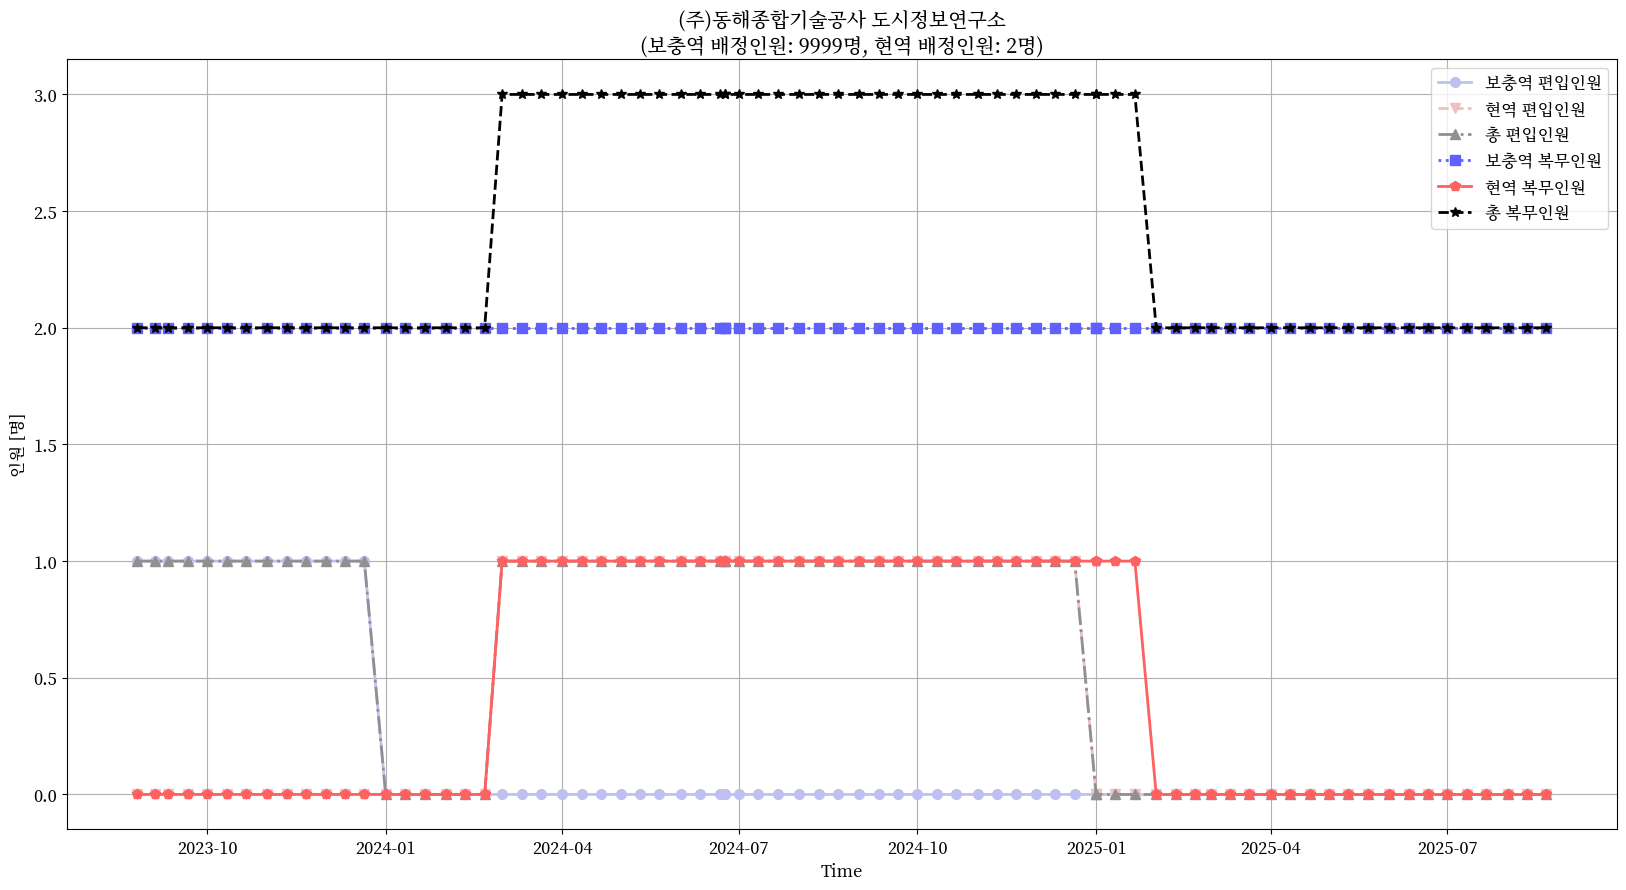 (주)동해종합기술공사 도시정보연구소
(보충역 배정인원: 9999명, 현역 배정인원: 2명)
보충역 편입인원
현역 편입인원
총 편입인원
보충역 복무인원
현역 복무인원
총 복무인원
인원 [명]
3.0
2.5
2.0
1.5
1.0
0.5
0.0
2023-10
2024-01
2024-04
2024-07
2024-10
2025-01
2025-04
2025-07
Time